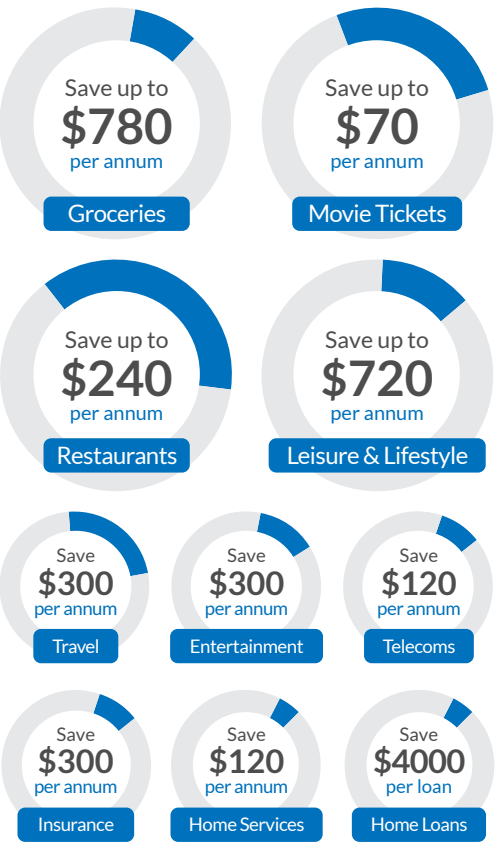 Save up to
$780
per annum
Groceries
Save up to
$70
per annum
Movie Tickets
Save up to
$240
per annum
Restaurants
Save up to
$720
per annum
Leisure & Lifestyle
Save
$300
per annum
Travel
Save
$300
per annum
Entertainment
Save
$120
per annum
Telecoms
Save
$300
per annum
Insurance
Save
$120
per annum
Home Services
Save
$4000
per loan
Home Loans